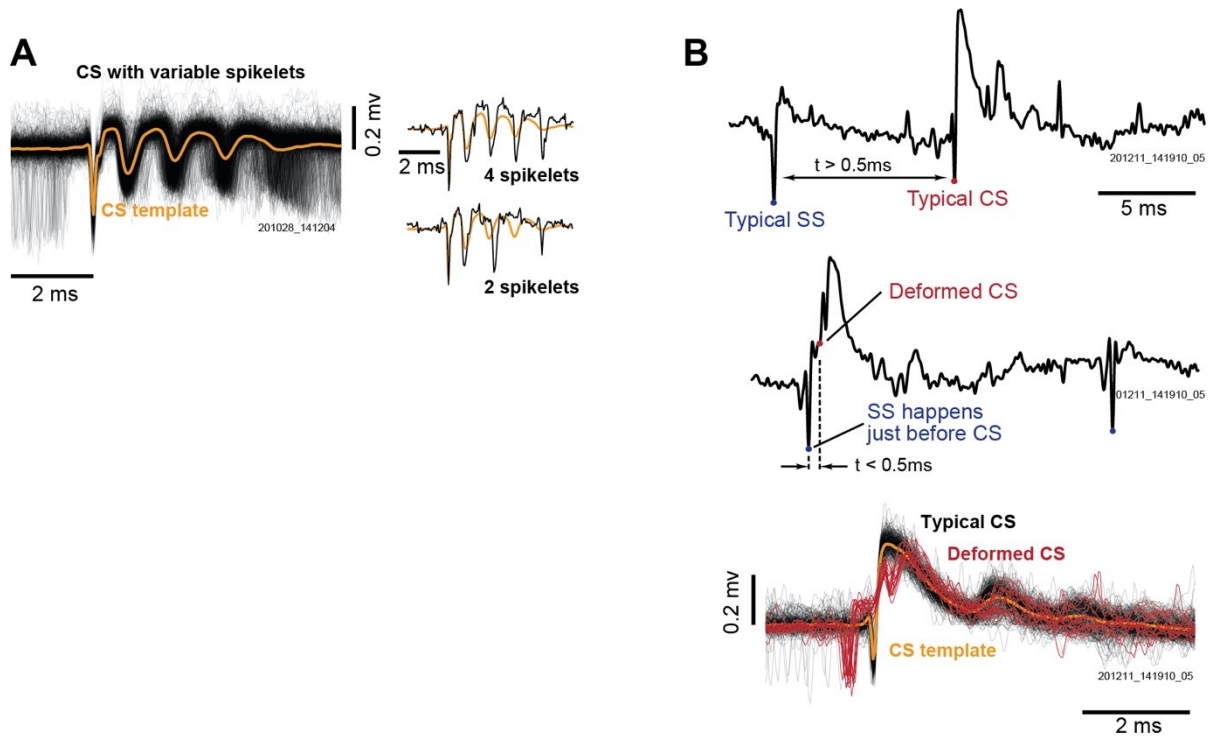 A
CS with variable spikelets
0.2 mv
CS template
201028_141204
2 ms
2 ms
4 spikelets
2 spikelets
B
t > 0.5ms
201211_141910_05
Typical CS
Typical SS
5 ms
Deformed CS
01211_141910_05
SS happens
just before CS
t < 0.5ms
Typical CS
Deformed CS
0.2 mv
CS template
201211_141910_05
2 ms